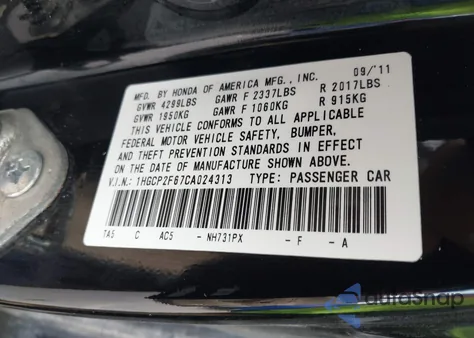 MFD. BY HONDA OF AMERICA MFG., INC. 09/'11
GVWR 4299LBS GAWR F 2337LBS R 2017LBS
GVWR 1950KG GAWR F 1060KG R 915KG
THIS VEHICLE CONFORMS TO ALL APPLICABLE
FEDERAL MOTOR VEHICLE SAFETY, BUMPER,
AND THEFT PREVENTION STANDARDS IN EFFECT
ON THE DATE OF MANUFACTURE SHOWN ABOVE.
V.I.N.: 1HGCP2F67CA024313 TYPE: PASSENGER CAR
TA5 C AC5 - NH731PX - F - A
autosnap